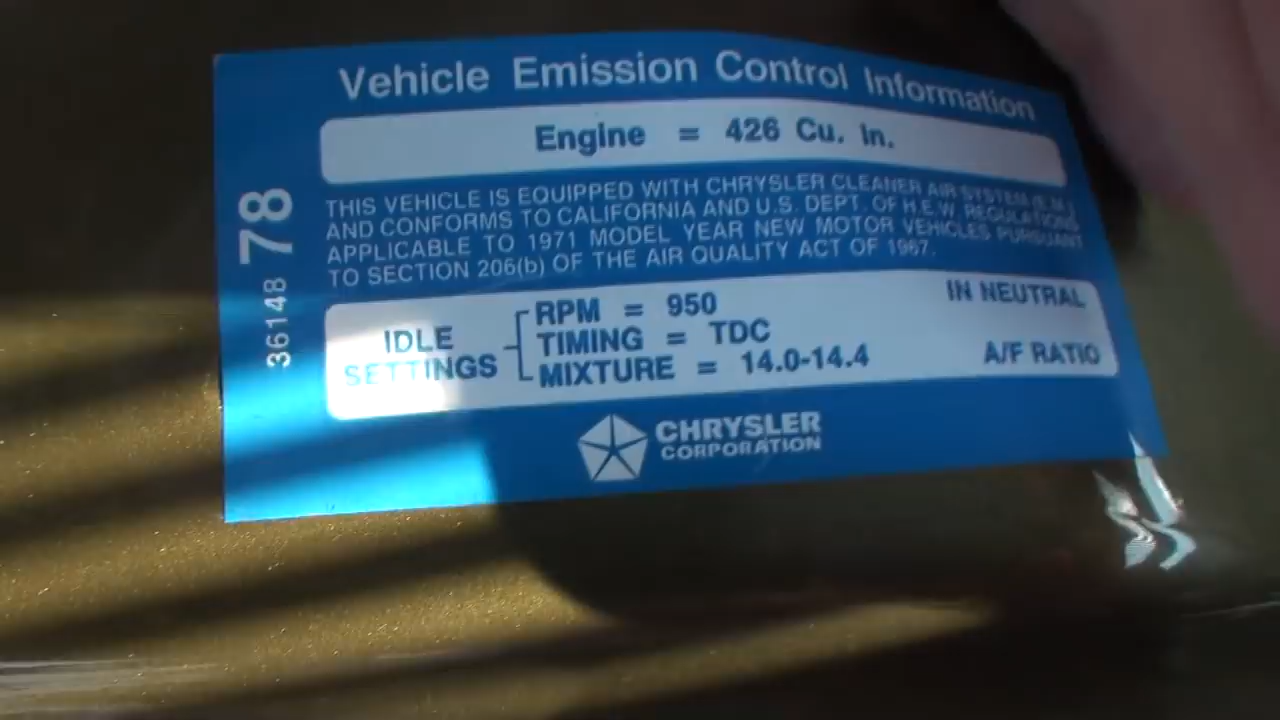 Vehicle Emission Control Information
Engine = 426 Cu. In.
THIS VEHICLE IS EQUIPPED WITH CHRYSLER CLEANER AIR SYSTEM (E.M.)
AND CONFORMS TO CALIFORNIA AND U.S. DEPT. OF H.E.W. REGULATIONS
APPLICABLE TO 1971 MODEL YEAR NEW MOTOR VEHICLES PURSUANT
TO SECTION 206(b) OF THE AIR QUALITY ACT OF 1967.
IDLE
SETTINGS
RPM = 950 IN NEUTRAL
TIMING = TDC
MIXTURE = 14.0-14.4 A/F RATIO
CHRYSLER
CORPORATION
36148 78